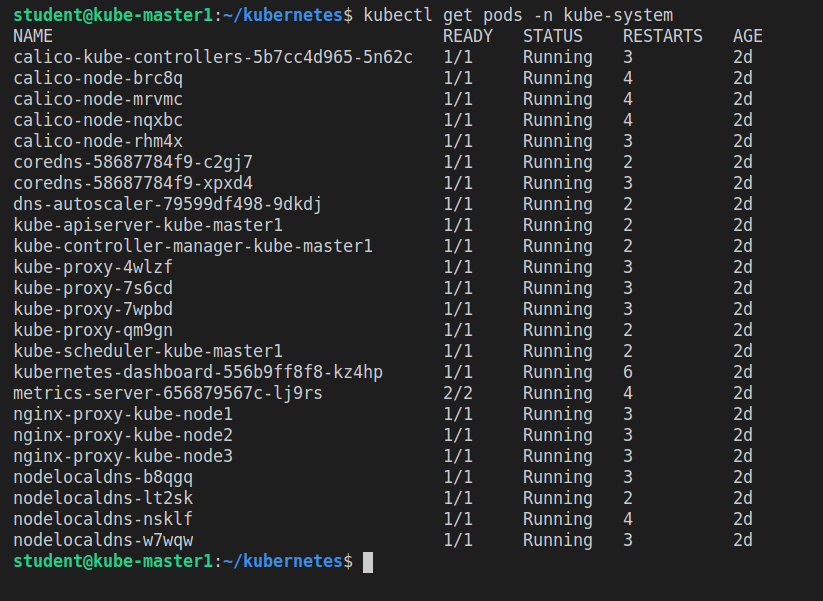 student@kube-master1:~/kubernetes$ kubectl get pods -n kube-system
NAME READY STATUS RESTARTS AGE
calico-kube-controllers-5b7cc4d965-5n62c 1/1 Running 3 2d
calico-node-brc8q 1/1 Running 4 2d
calico-node-mrvmc 1/1 Running 4 2d
calico-node-nqxbc 1/1 Running 4 2d
calico-node-rhm4x 1/1 Running 3 2d
coredns-58687784f9-c2gj7 1/1 Running 2 2d
coredns-58687784f9-xpxd4 1/1 Running 3 2d
dns-autoscaler-79599df498-9dkdj 1/1 Running 2 2d
kube-apiserver-kube-master1 1/1 Running 2 2d
kube-controller-manager-kube-master1 1/1 Running 2 2d
kube-proxy-4wlzf 1/1 Running 3 2d
kube-proxy-7s6cd 1/1 Running 3 2d
kube-proxy-7wpbd 1/1 Running 3 2d
kube-proxy-qm9gn 1/1 Running 2 2d
kube-scheduler-kube-master1 1/1 Running 2 2d
kubernetes-dashboard-556b9ff8f8-kz4hp 1/1 Running 6 2d
metrics-server-656879567c-lj9rs 2/2 Running 4 2d
nginx-proxy-kube-node1 1/1 Running 3 2d
nginx-proxy-kube-node2 1/1 Running 3 2d
nginx-proxy-kube-node3 1/1 Running 3 2d
nodelocaldns-b8qgq 1/1 Running 3 2d
nodelocaldns-lt2sk 1/1 Running 2 2d
nodelocaldns-nsklf 1/1 Running 4 2d
nodelocaldns-w7wqw 1/1 Running 3 2d
student@kube-master1:~/kubernetes$